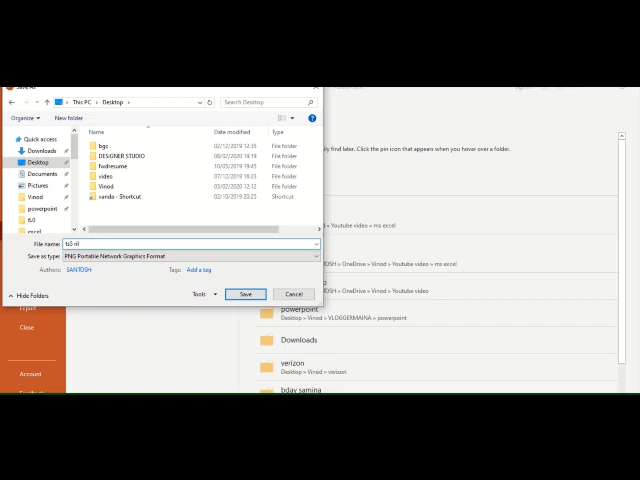 Save As
This PC > Desktop >
Search Desktop
Organize
New folder
Name
Date modified
Type
Quick access
Downloads
Desktop
Documents
Pictures
Vinod
powerpoint
6.0
excel
bgc 02/12/2019 12:35 File folder
DESIGNER STUDIO 08/02/2020 19:19 File folder
fwdresume 10/05/2019 19:45 File folder
video 07/12/2019 18:23 File folder
Vinod 03/02/2020 12:12 File folder
vanda - Shortcut 02/10/2019 20:25 Shortcut
File name:
Save as type: PNG Portable Network Graphics Format
Authors: SANTOSH
Tags: Add a tag
Hide Folders
Tools
Save
Cancel
ily find later. Click the pin icon that appears when you hover over a folder.
il » Youtube video » ms excel
TOSH » OneDrive » Vinod » Youtube video » ms excel
TOSH » OneDrive » Vinod » Youtube video
powerpoint
Desktop » Vinod » VLOGGERMAINA » powerpoint
Downloads
verizon
Desktop » Vinod » verizon
bday samina
Export
Close
Account
Feedback